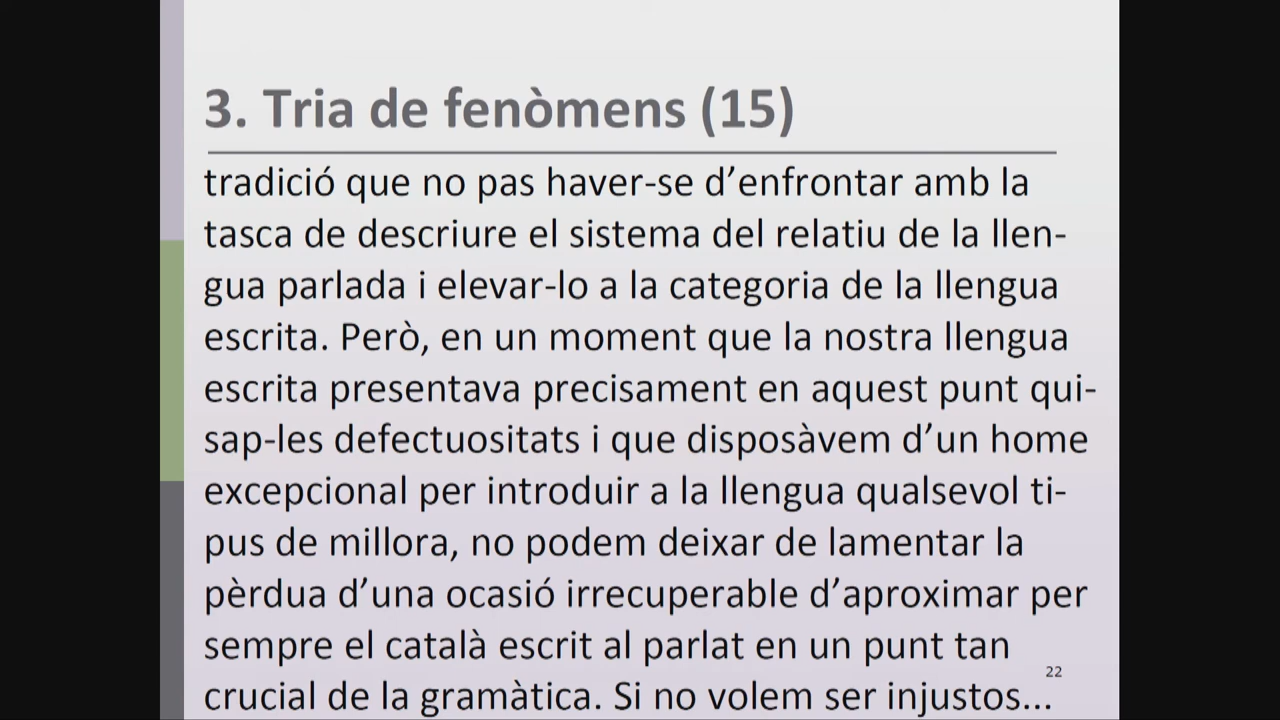 3. Tria de fenòmens (15)
tradició que no pas haver-se d’enfrontar amb la
tasca de descriure el sistema del relatiu de la llen-
gua parlada i elevar-lo a la categoria de la llengua
escrita. Però, en un moment que la nostra llengua
escrita presentava precisament en aquest punt qui-
sap-les defectuositats i que disposàvem d’un home
excepcional per introduir a la llengua qualsevol ti-
pus de millora, no podem deixar de lamentar la
pèrdua d’una ocasió irrecuperable d’aproximar per
sempre el català escrit al parlat en un punt tan
crucial de la gramàtica. Si no volem ser injustos...
22